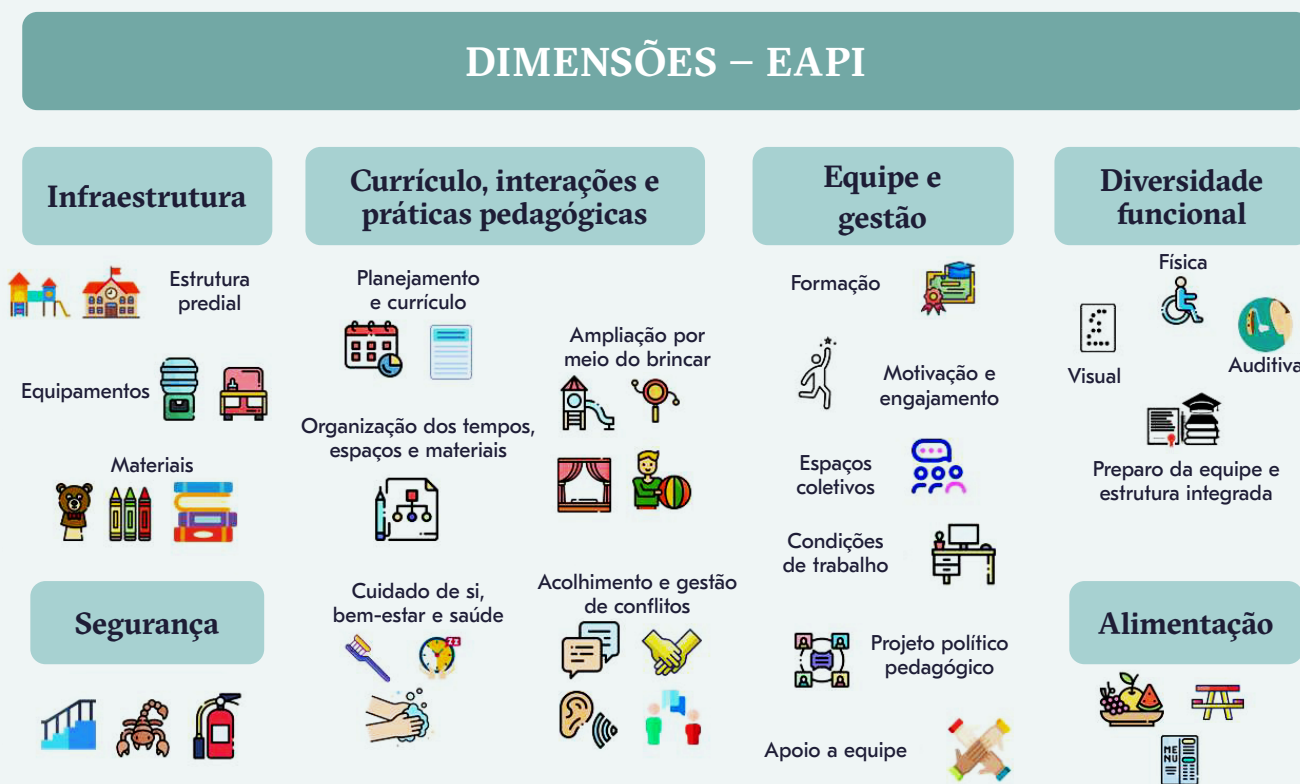 DIMENSÕES – EAPI
Infraestrutura
Estrutura
predial
Equipamentos
Materiais
Segurança
Currículo, interações e
práticas pedagógicas
Planejamento
e currículo
Ampliação por
meio do brincar
Organização dos tempos,
espaços e materiais
Cuidado de si,
bem-estar e saúde
Acolhimento e gestão
de conflitos
Equipe e
gestão
Formação
Motivação e
engajamento
Espaços
coletivos
Condições
de trabalho
Projeto político
pedagógico
Apoio a equipe
Diversidade
funcional
Física
Visual
Auditiva
Preparo da equipe e
estrutura integrada
Alimentação
ME
NU